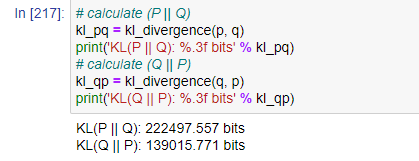 In [217]: # calculate (P || Q)
kl_pq = kl_divergence(p, q)
print('KL(P || Q): %.3f bits' % kl_pq)
# calculate (Q || P)
kl_qp = kl_divergence(q, p)
print('KL(Q || P): %.3f bits' % kl_qp)
KL(P || Q): 222497.557 bits
KL(Q || P): 139015.771 bits